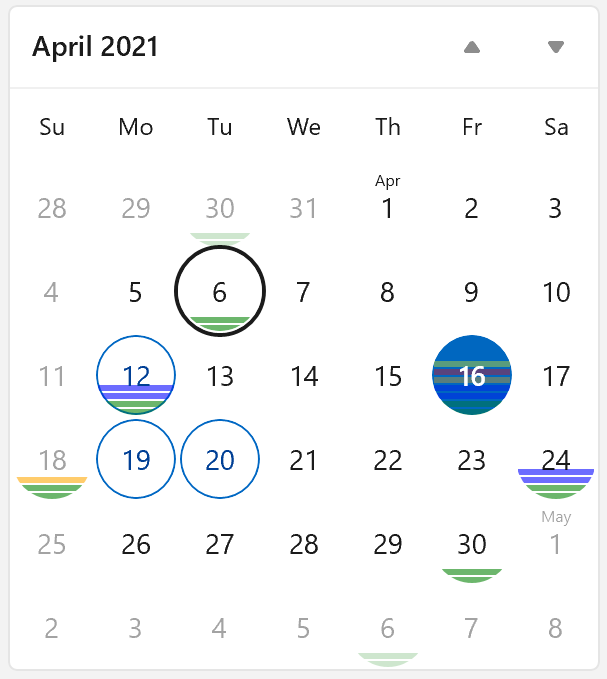 April 2021
Su Mo Tu We Th Fr Sa
Apr
28 29 30 31 1 2 3
4 5 6 7 8 9 10
11 12 13 14 15 16 17
18 19 20 21 22 23 24
May
25 26 27 28 29 30 1
2 3 4 5 6 7 8